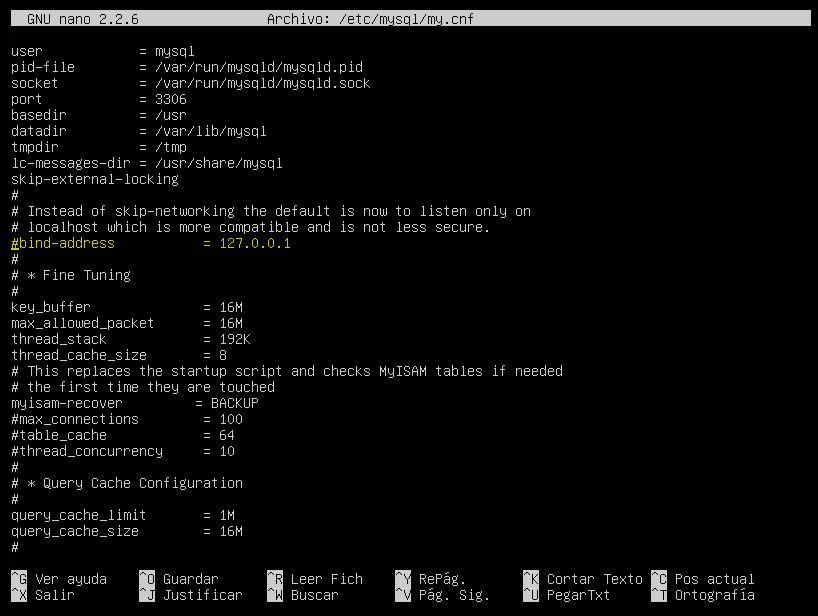 GNU nano 2.2.6 Archivo: /etc/mysql/my.cnf
user = mysql
pid-file = /var/run/mysqld/mysqld.pid
socket = /var/run/mysqld/mysqld.sock
port = 3306
basedir = /usr
datadir = /var/lib/mysql
tmpdir = /tmp
lc-messages-dir = /usr/share/mysql
skip-external-locking
#
# Instead of skip-networking the default is now to listen only on
# localhost which is more compatible and is not less secure.
#bind-address = 127.0.0.1
#
# * Fine Tuning
#
key_buffer = 16M
max_allowed_packet = 16M
thread_stack = 192K
thread_cache_size = 8
# This replaces the startup script and checks MyISAM tables if needed
# the first time they are touched
myisam-recover = BACKUP
#max_connections = 100
#table_cache = 64
#thread_concurrency = 10
#
# * Query Cache Configuration
#
query_cache_limit = 1M
query_cache_size = 16M
#
^G Ver ayuda ^O Guardar ^R Leer Fich ^Y RePág. ^K Cortar Texto ^C Pos actual
^X Salir ^J Justificar ^W Buscar ^V Pág. Sig. ^U PegarTxt ^T Ortografía